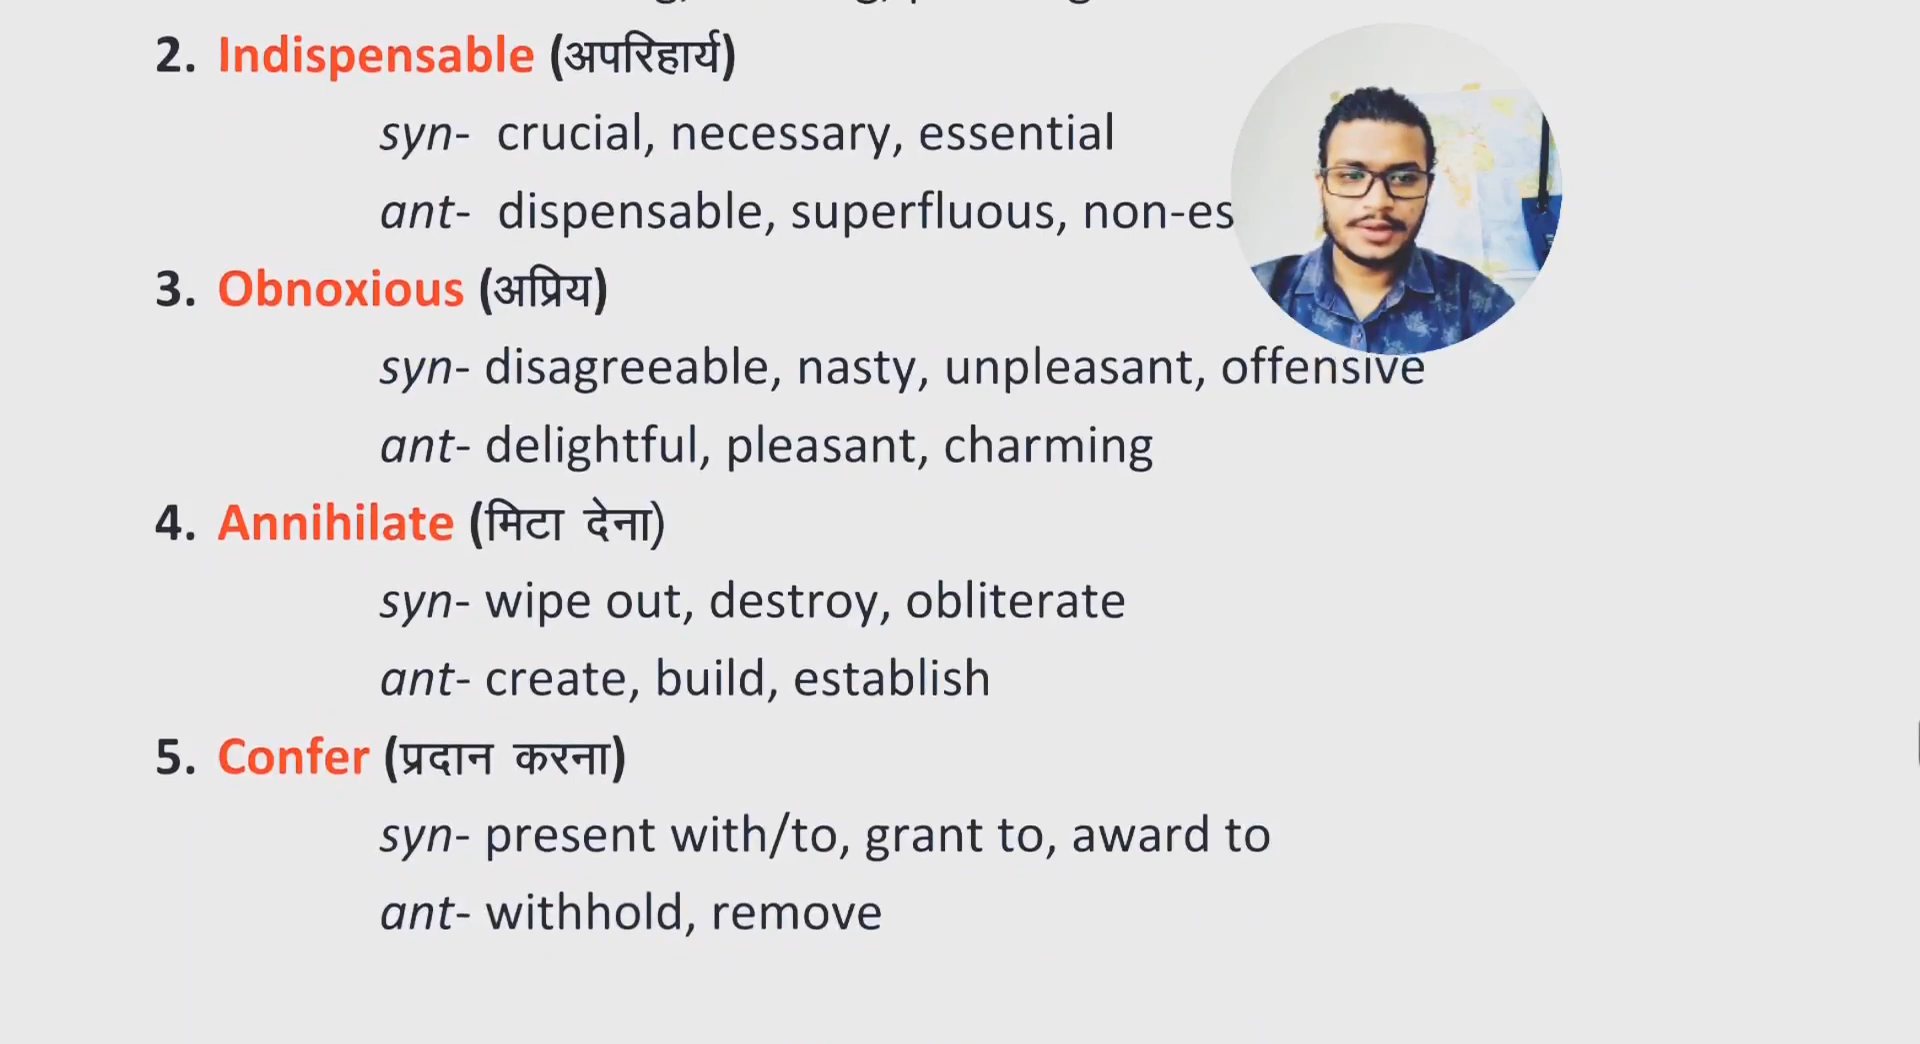 2. Indispensable (अपरिहार्य)
syn- crucial, necessary, essential
ant- dispensable, superfluous,
3. Obnoxious (अप्रिय)
syn- disagreeable, nasty, unpleasant, offensive
ant- delightful, pleasant, charming
4. Annihilate (मिटा देना)
syn- wipe out, destroy, obliterate
ant- create, build, establish
5. Confer (प्रदान करना)
syn- present with/to, grant to, award to
ant- withhold, remove